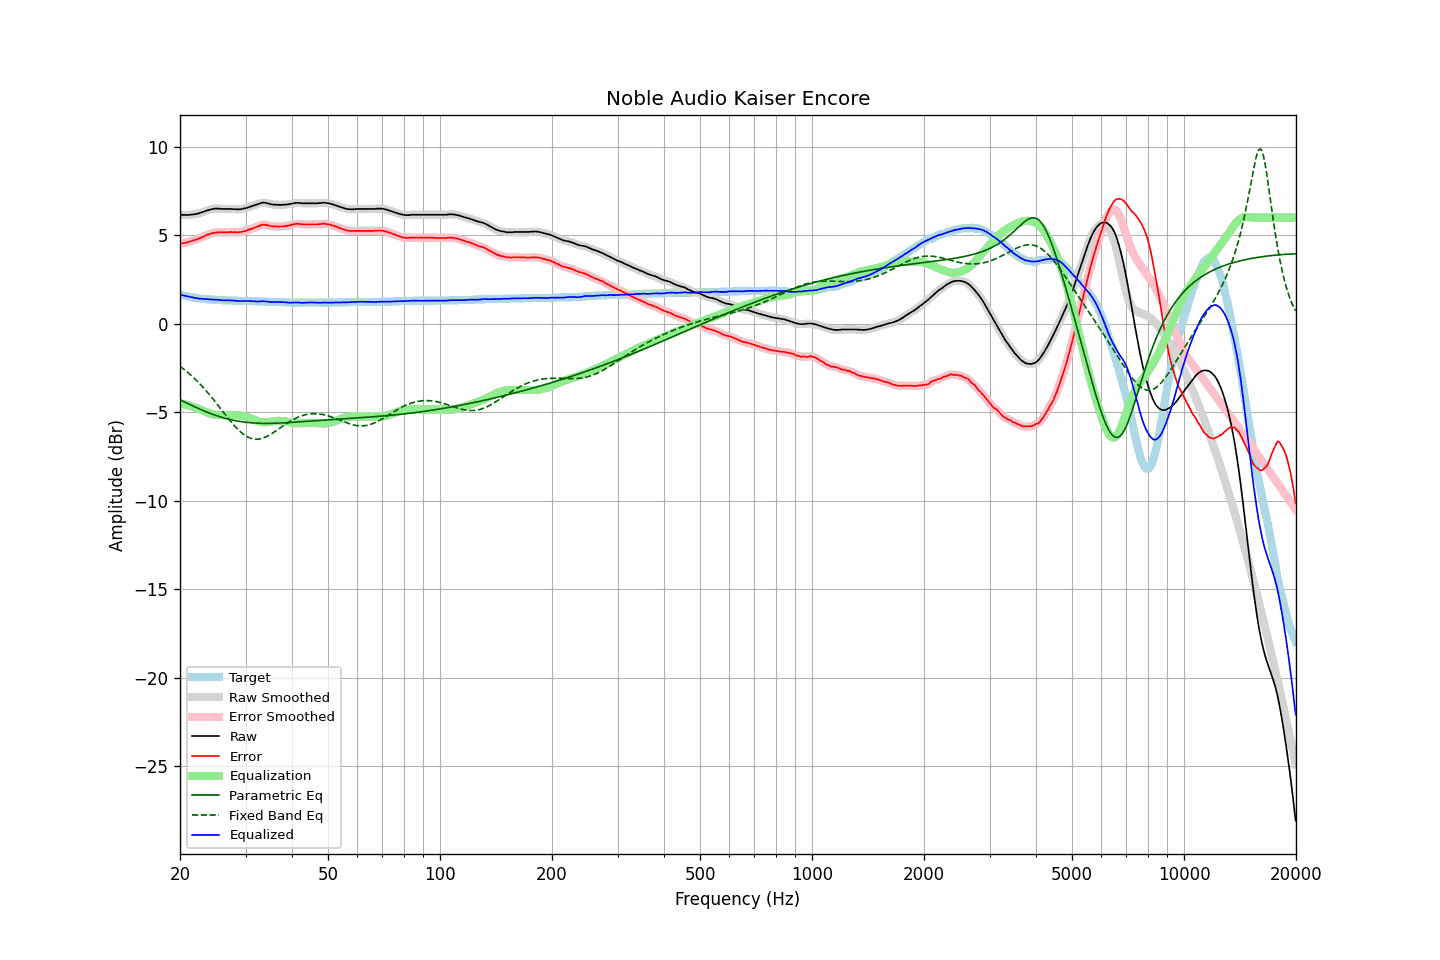 Noble Audio Kaiser Encore
10
5
0
−5
−10
−15
−20
−25
Amplitude (dBr)
Target
Raw Smoothed
Error Smoothed
Raw
Error
Equalization
Parametric Eq
Fixed Band Eq
Equalized
20 50 100 200 500 1000 2000 5000 10000 20000
Frequency (Hz)